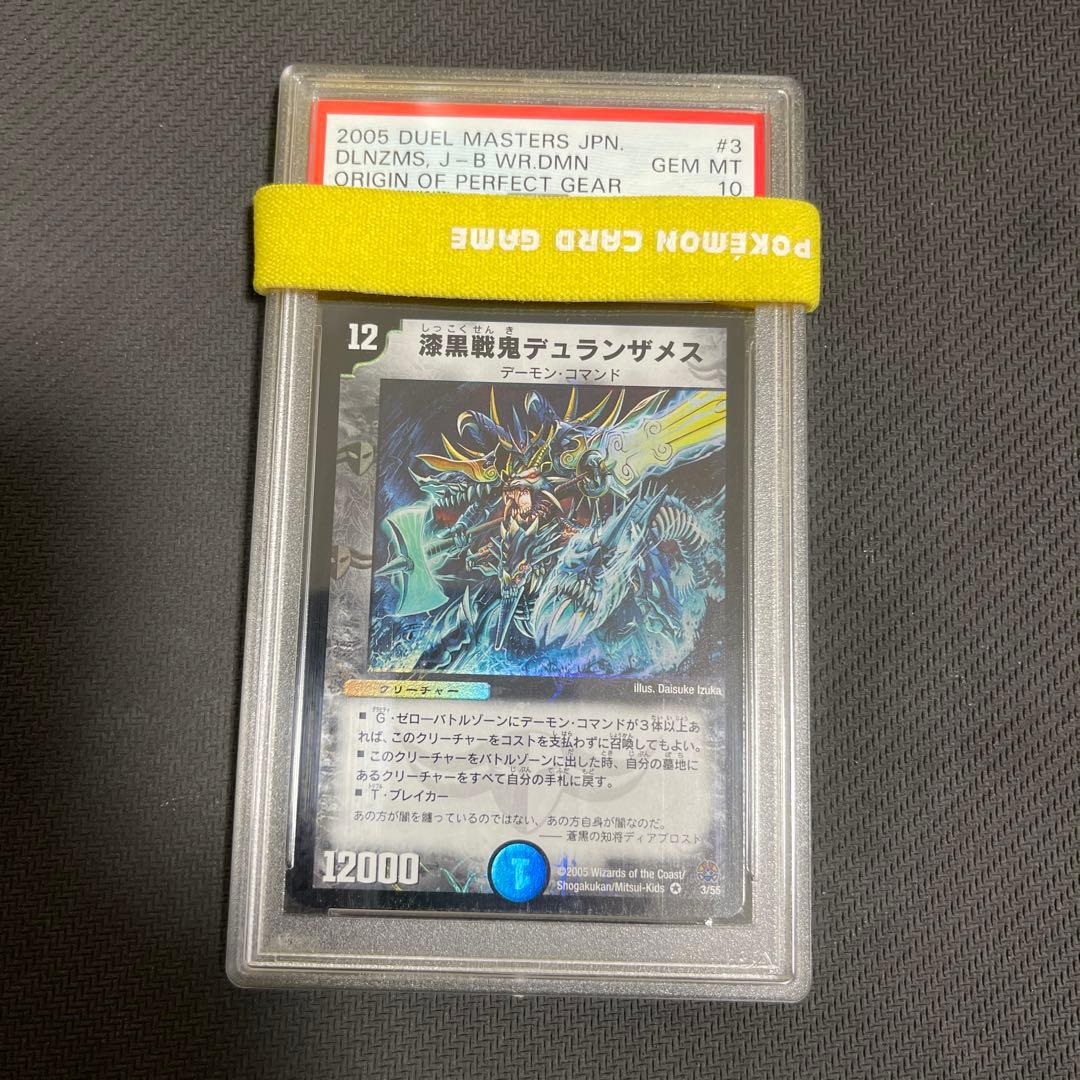 2005 DUEL MASTERS JPN. #3
DLNZMS, J-B WR.DMN GEM MT
ORIGIN OF PERFECT GEAR 10
POKÉMON CARD GAME
12
しっこくせんき
漆黒戦鬼デュランザメス
デーモン・コマンド
クリーチャー
illus. Daisuke Izuka
■ G・ゼローバトルゾーンにデーモン・コマンドが３体以上あ
れば、このクリーチャーをコストを支払わずに召喚してもよい。
■ このクリーチャーをバトルゾーンに出した時、自分の墓地に
あるクリーチャーをすべて自分の手札に戻す。
■ T・ブレイカー
あの方が闇を纏っているのではない、あの方自身が闇なのだ。
―― 蒼黒の知将ディアブロスト
12000
©2005 Wizards of the Coast/
Shogakukan/Mitsui-Kids
3/55